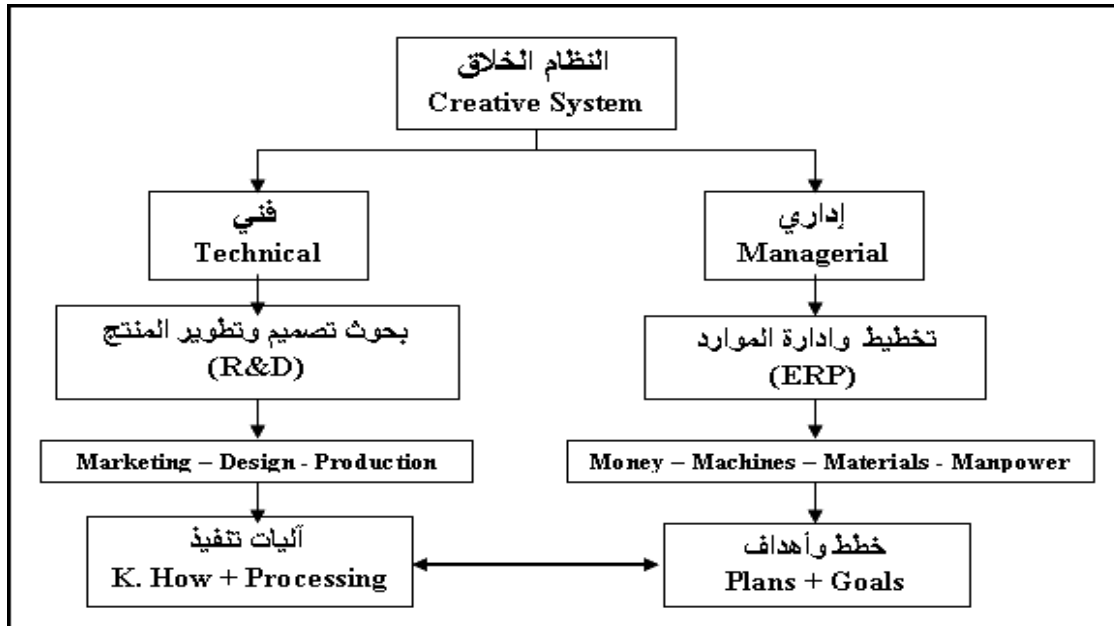 النظام الخلاق
Creative System
فني
Technical
إداري
Managerial
بحوث تصميم وتطوير المنتج
(R&D)
تخطيط وادارة الموارد
(ERP)
Marketing – Design - Production
Money – Machines – Materials - Manpower
آليات تنفيذ
K. How + Processing
خطط وأهداف
Plans + Goals